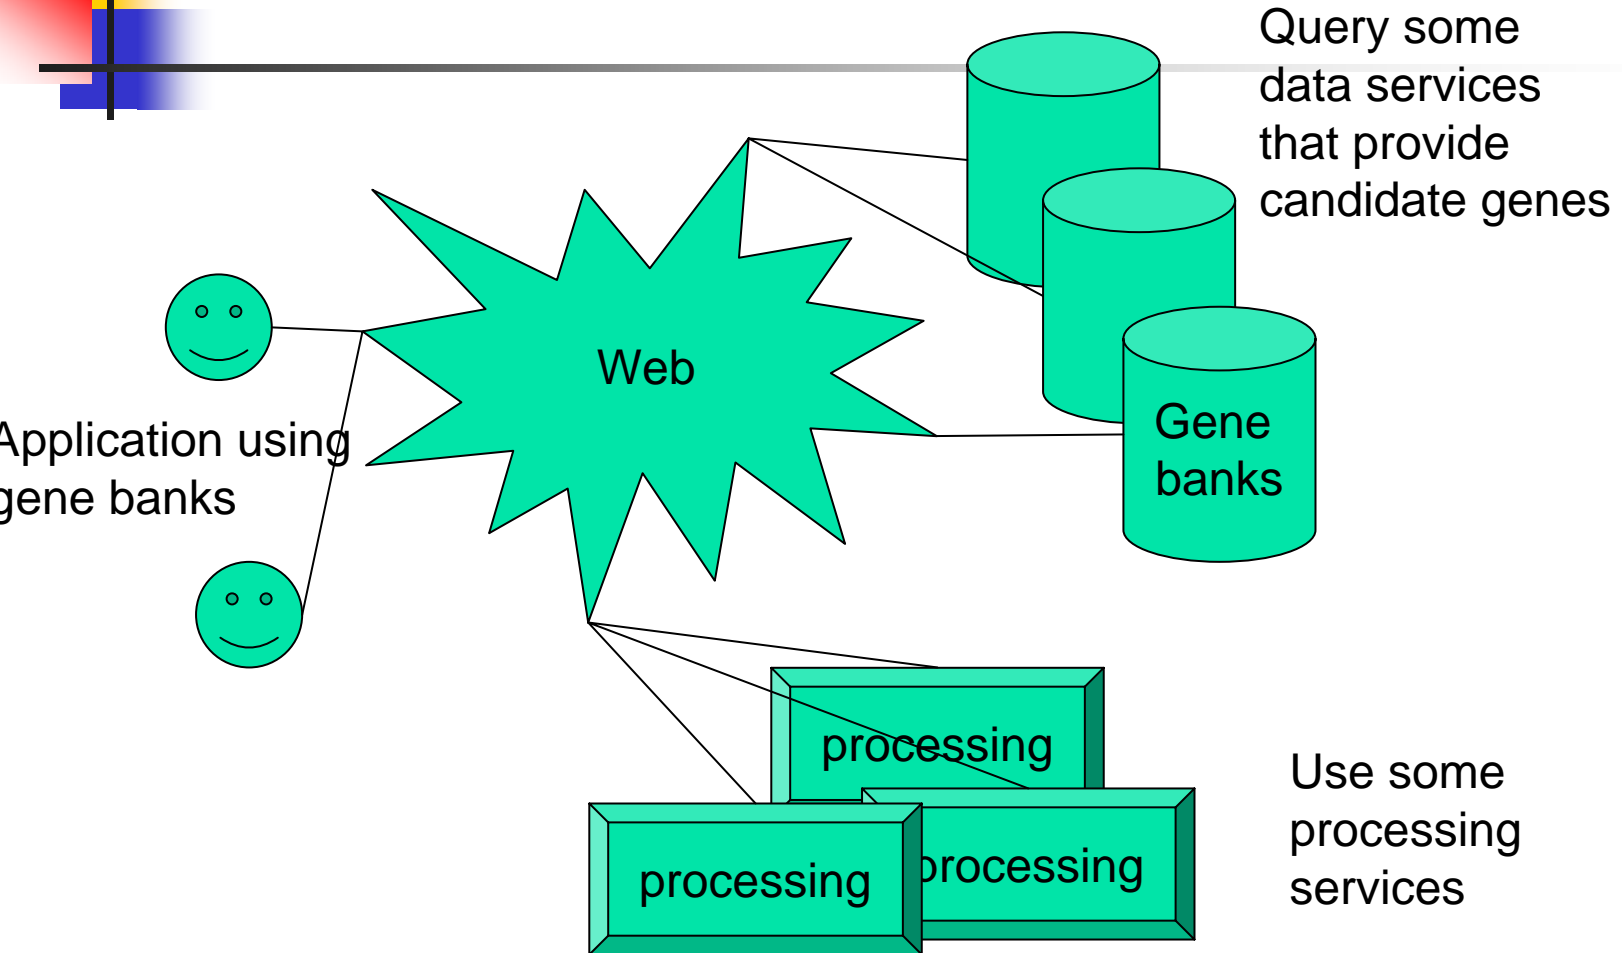 Query some
data services
that provide
candidate genes
Web
Application using
gene banks
Gene
banks
processing
processing
processing
Use some
processing
services